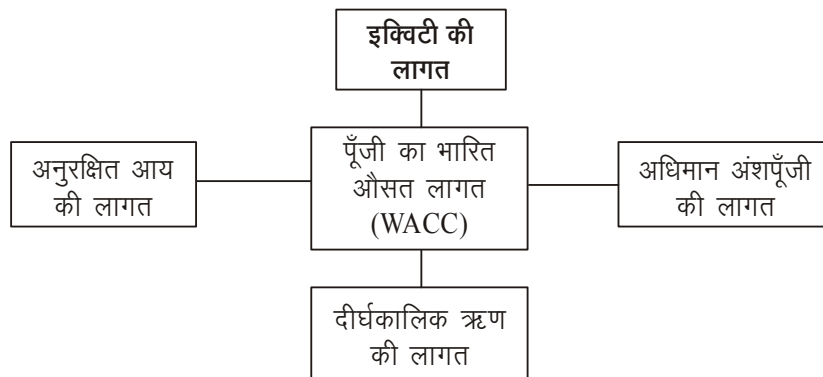 इक्विटी की
लागत
अनुरक्षित आय
की लागत
पूँजी का भारित
औसत लागत
(WACC)
अधिमान अंशपूँजी
की लागत
दीर्घकालिक ऋण
की लागत